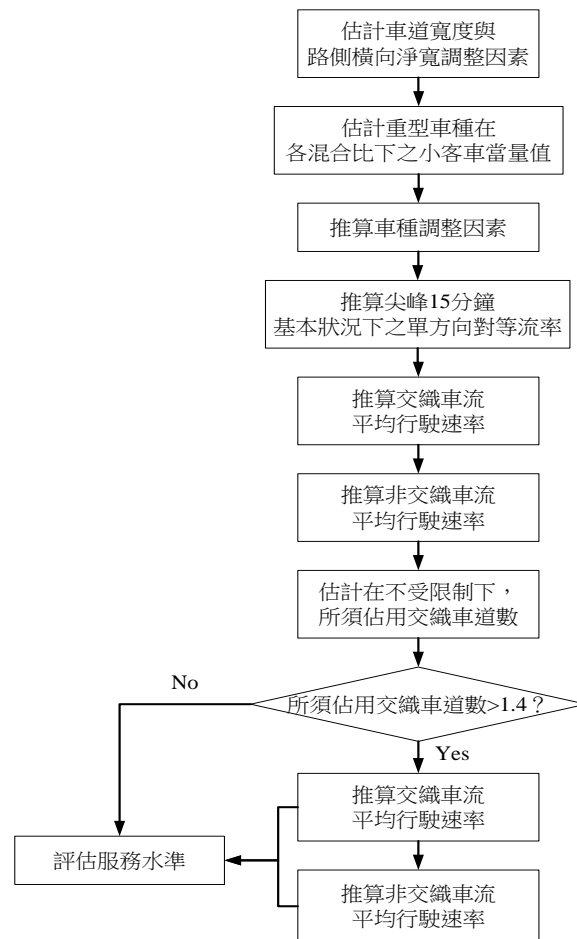 估計車道寬度與
路側橫向淨寬調整因素
估計重型車種在
各混合比下之小客車當量值
推算車種調整因素
推算尖峰15分鐘
基本狀況下之單方向對等流率
推算交織車流
平均行駛速率
推算非交織車流
平均行駛速率
估計在不受限制下，
所須佔用交織車道數
No
所須佔用交織車道數>1.4？
Yes
推算交織車流
平均行駛速率
評估服務水準
推算非交織車流
平均行駛速率